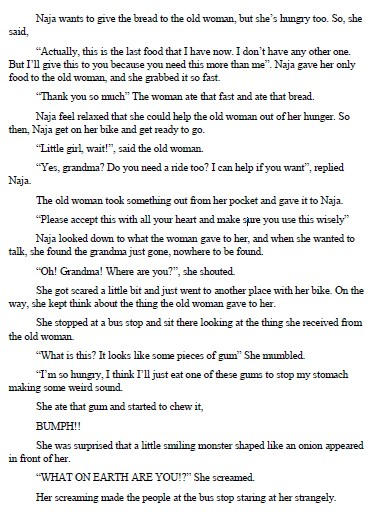 Naja wants to give the bread to the old woman, but she's hungry too. So, she
said,
"Actually, this is the last food that I have now. I don't have any other one.
But I'll give this to you because you need this more than me". Naja gave her only
food to the old woman, and she grabbed it so fast.
"Thank you so much" The woman ate that fast and ate that bread.
Naja feel relaxed that she could help the old woman out of her hunger. So
then, Naja get on her bike and get ready to go.
"Little girl, wait!", said the old woman.
"Yes, grandma? Do you need a ride too? I can help if you want", replied
Naja.
The old woman took something out from her pocket and gave it to Naja.
"Please accept this with all your heart and make sure you use this wisely"
Naja looked down to what the woman gave to her, and when she wanted to
talk, she found the grandma just gone, nowhere to be found.
"Oh! Grandma! Where are you?", she shouted.
She got scared a little bit and just went to another place with her bike. On the
way, she kept think about the thing the old woman gave to her.
She stopped at a bus stop and sit there looking at the thing she received from
the old woman.
"What is this? It looks like some pieces of gum" She mumbled.
"I'm so hungry, I think I'll just eat one of these gums to stop my stomach
making some weird sound.
She ate that gum and started to chew it,
BUMPH!!
She was surprised that a little smiling monster shaped like an onion appeared
in front of her.
"WHAT ON EARTH ARE YOU!?" She screamed.
Her screaming made the people at the bus stop staring at her strangely.